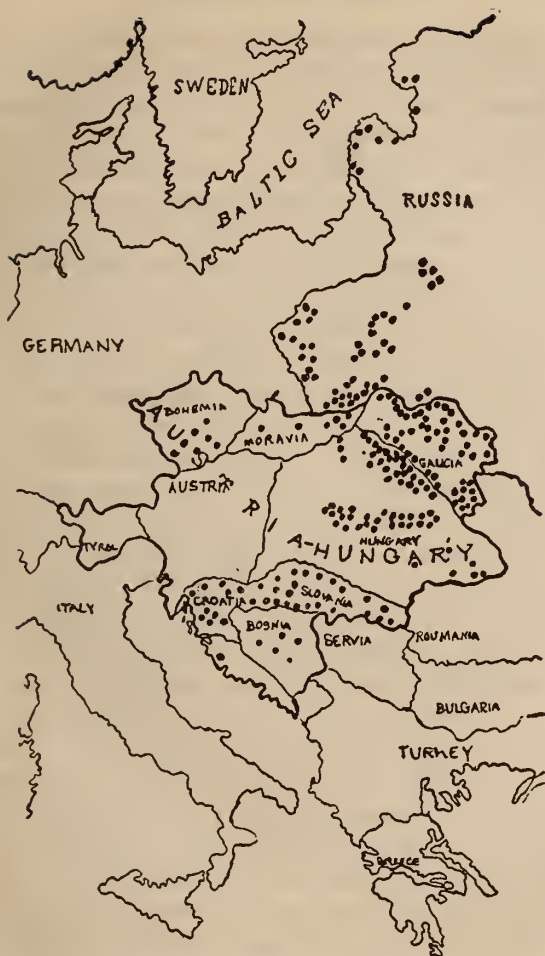 SWEDEN
BALTIC SEA
RUSSIA
GERMANY
BOHEMIA
MORAVIA
GALICIA
AUSTRIA
TYROL
HUNGARY
A-HUNGARY
CROATIA
SLOVANIA
ITALY
BOSNIA
SERVIA
ROUMANIA
BULGARIA
TURKEY
GREECE